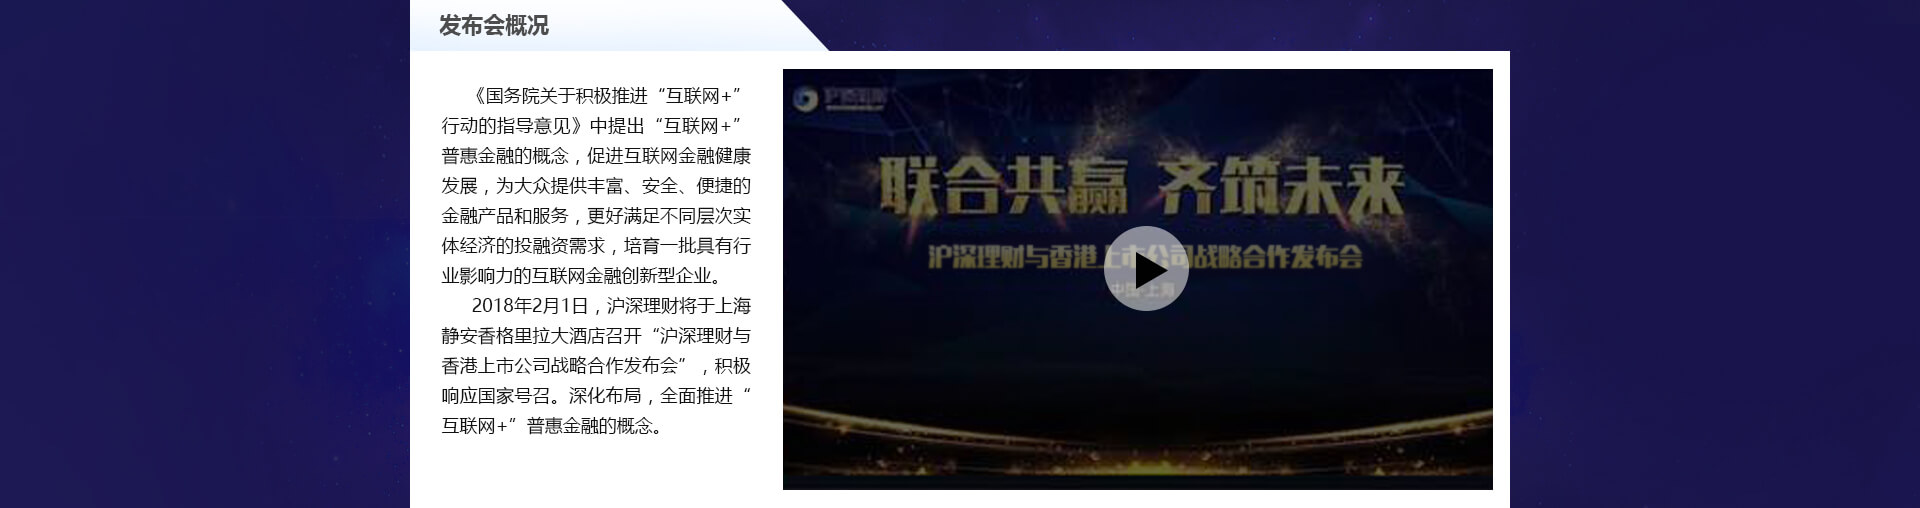 发布会概况
《国务院关于积极推进“互联网+”
行动的指导意见》中提出“互联网+”
普惠金融的概念，促进互联网金融健康
发展，为大众提供丰富、安全、便捷的
金融产品和服务，更好满足不同层次实
体经济的投融资需求，培育一批具有行
业影响力的互联网金融创新型企业。
2018年2月1日，沪深理财将于上海
静安香格里拉大酒店召开“沪深理财与
香港上市公司战略合作发布会”，积极
响应国家号召。深化布局，全面推进“
互联网+”普惠金融的概念。
联合共赢 齐筑未来
沪深理财与香港上市公司战略合作发布会
中国·上海